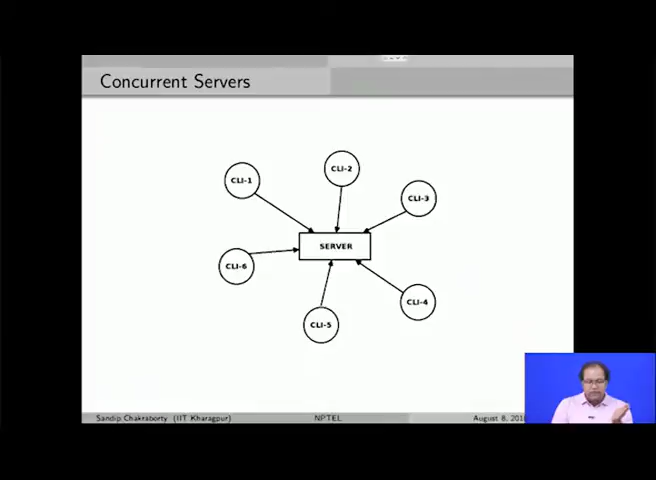 Concurrent Servers
CLI-1
CLI-2
CLI-3
SERVER
CLI-6
CLI-4
CLI-5
Sandip Chakraborty (IIT Kharagpur)
NPTEL
August 8,